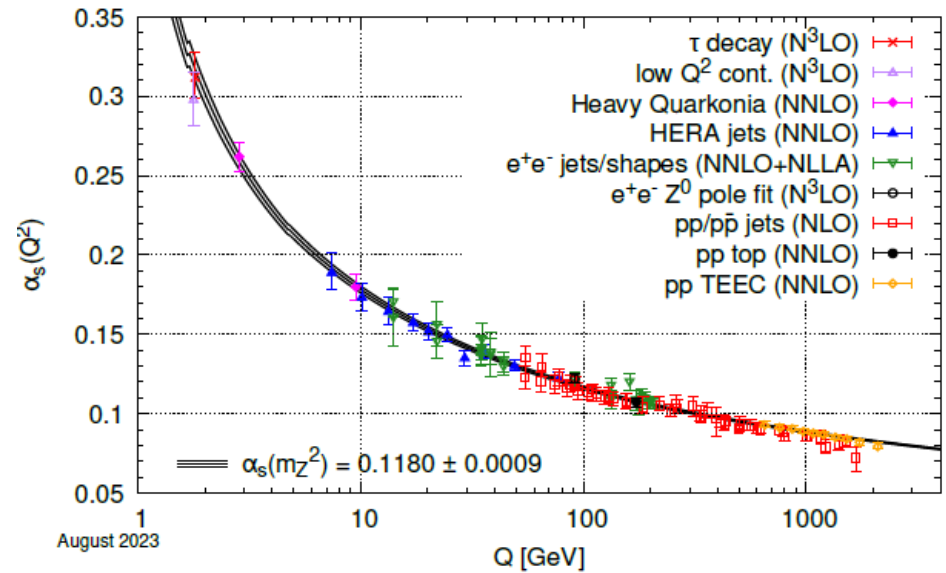 0.35
0.3
0.25
0.2
0.15
0.1
0.05
αs(Q²)
τ decay (N³LO)
low Q² cont. (N³LO)
Heavy Quarkonia (NNLO)
HERA jets (NNLO)
e⁺e⁻ jets/shapes (NNLO+NLLA)
e⁺e⁻ Z⁰ pole fit (N³LO)
pp/pp̄ jets (NLO)
pp top (NNLO)
pp TEEC (NNLO)
αs(mZ²) = 0.1180 ± 0.0009
1 10 100 1000
August 2023
Q [GeV]